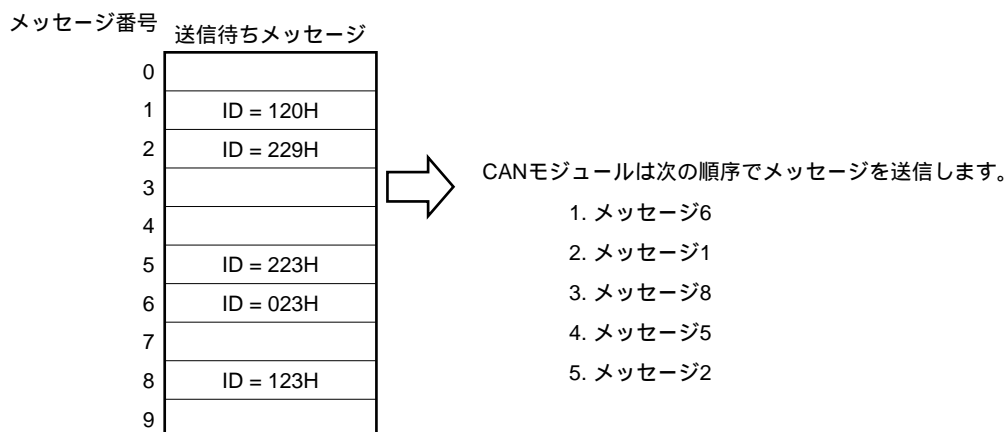 メッセージ番号
送信待ちメッセージ
0
1 ID = 120H
2 ID = 229H
3
4
5 ID = 223H
6 ID = 023H
7
8 ID = 123H
9
CANモジュールは次の順序でメッセージを送信します。
1. メッセージ6
2. メッセージ1
3. メッセージ8
4. メッセージ5
5. メッセージ2